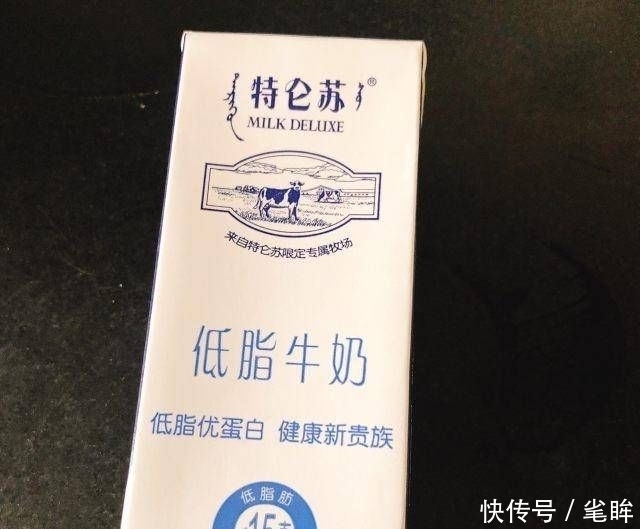 特仑苏®
MILK DELUXE
来自特仑苏限定专属牧场
低脂牛奶
低脂优蛋白 健康新贵族
低脂肪
快传号 / 毟眸